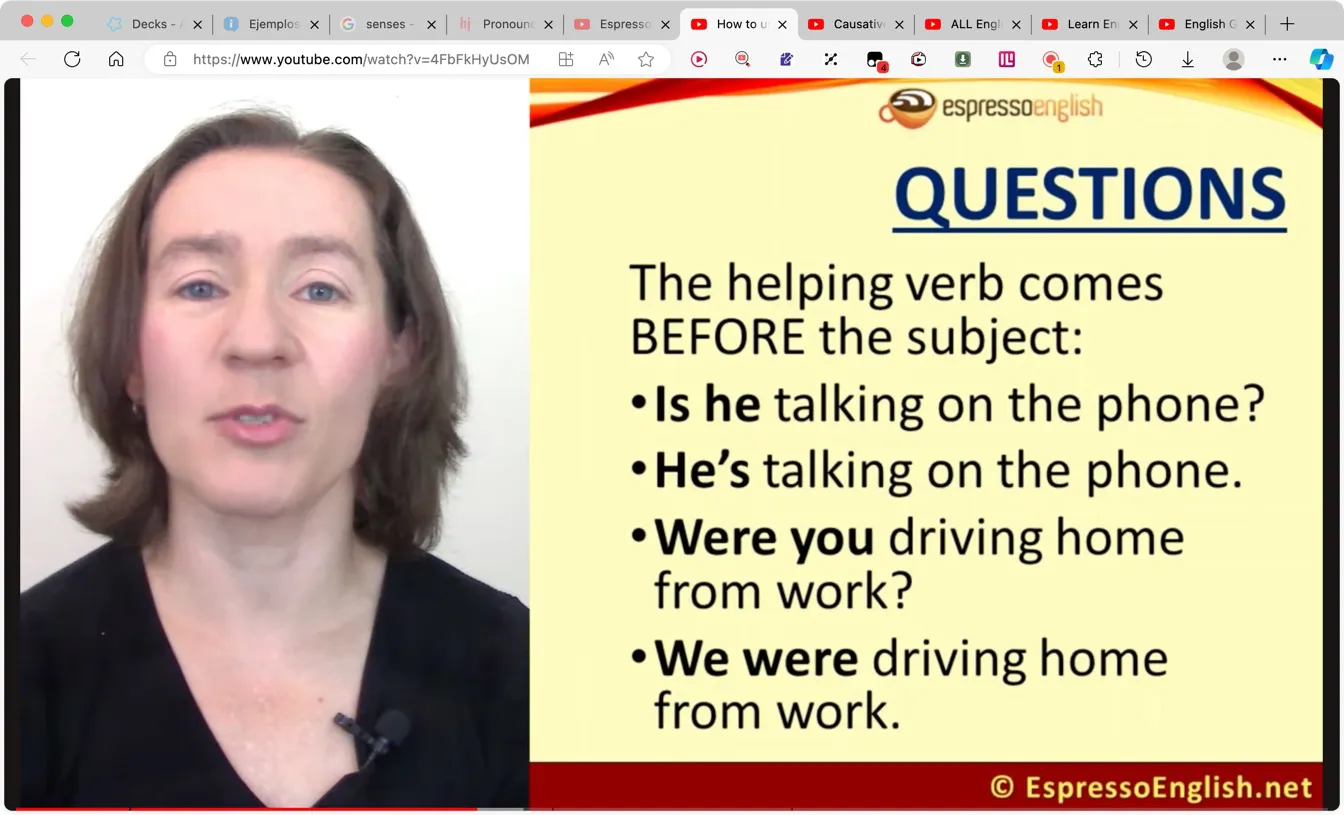 Decks -
Ejemplos
senses -
Pronounc
Espresso
How to u
Causative
ALL Engl
Learn En
English G
https://www.youtube.com/watch?v=4FbFkHyUsOM
4
1
espressoenglish
QUESTIONS
The helping verb comes
BEFORE the subject:
•Is he talking on the phone?
•He’s talking on the phone.
•Were you driving home
from work?
•We were driving home
from work.
© EspressoEnglish.net